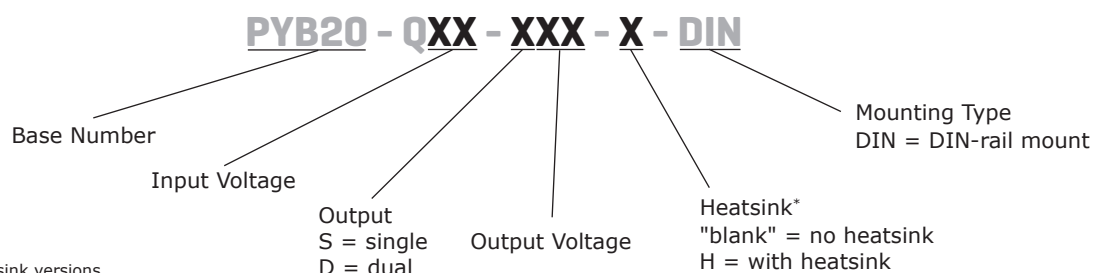 PYB20 - QXX - XXX - X - DIN
Base Number
Input Voltage
Output
S = single
D = dual
Output Voltage
Heatsink*
"blank" = no heatsink
H = with heatsink
Mounting Type
DIN = DIN-rail mount
versions